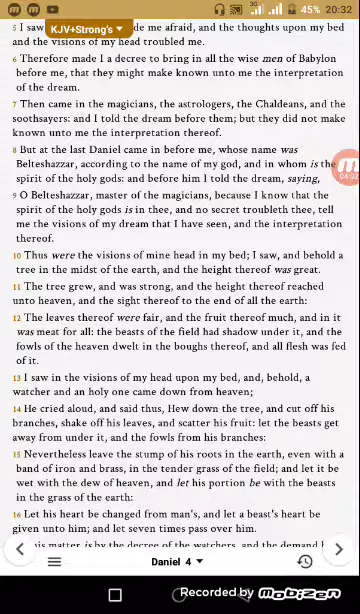 3G 45% 20:32
KJV+Strong's
5 I saw de me afraid, and the thoughts upon my bed
and the visions of my head troubled me.
6 Therefore made I a decree to bring in all the wise men of Babylon
before me, that they might make known unto me the interpretation
of the dream.
7 Then came in the magicians, the astrologers, the Chaldeans, and the
soothsayers: and I told the dream before them; but they did not make
known unto me the interpretation thereof.
8 But at the last Daniel came in before me, whose name was
Belteshazzar, according to the name of my god, and in whom is the
spirit of the holy gods: and before him I told the dream, saying,
04:02
9 O Belteshazzar, master of the magicians, because I know that the
spirit of the holy gods is in thee, and no secret troubleth thee, tell
me the visions of my dream that I have seen, and the interpretation
thereof.
10 Thus were the visions of mine head in my bed; I saw, and behold a
tree in the midst of the earth, and the height thereof was great.
11 The tree grew, and was strong, and the height thereof reached
unto heaven, and the sight thereof to the end of all the earth:
12 The leaves thereof were fair, and the fruit thereof much, and in it
was meat for all: the beasts of the field had shadow under it, and the
fowls of the heaven dwelt in the boughs thereof, and all flesh was fed
of it.
13 I saw in the visions of my head upon my bed, and, behold, a
watcher and an holy one came down from heaven;
14 He cried aloud, and said thus, Hew down the tree, and cut off his
branches, shake off his leaves, and scatter his fruit: let the beasts get
away from under it, and the fowls from his branches:
15 Nevertheless leave the stump of his roots in the earth, even with a
band of iron and brass, in the tender grass of the field; and let it be
wet with the dew of heaven, and let his portion be with the beasts
in the grass of the earth:
16 Let his heart be changed from man's, and let a beast's heart be
given unto him; and let seven times pass over him.
his matter is by the decree of the watchers, and the demand b
Daniel 4
Recorded by mobizen